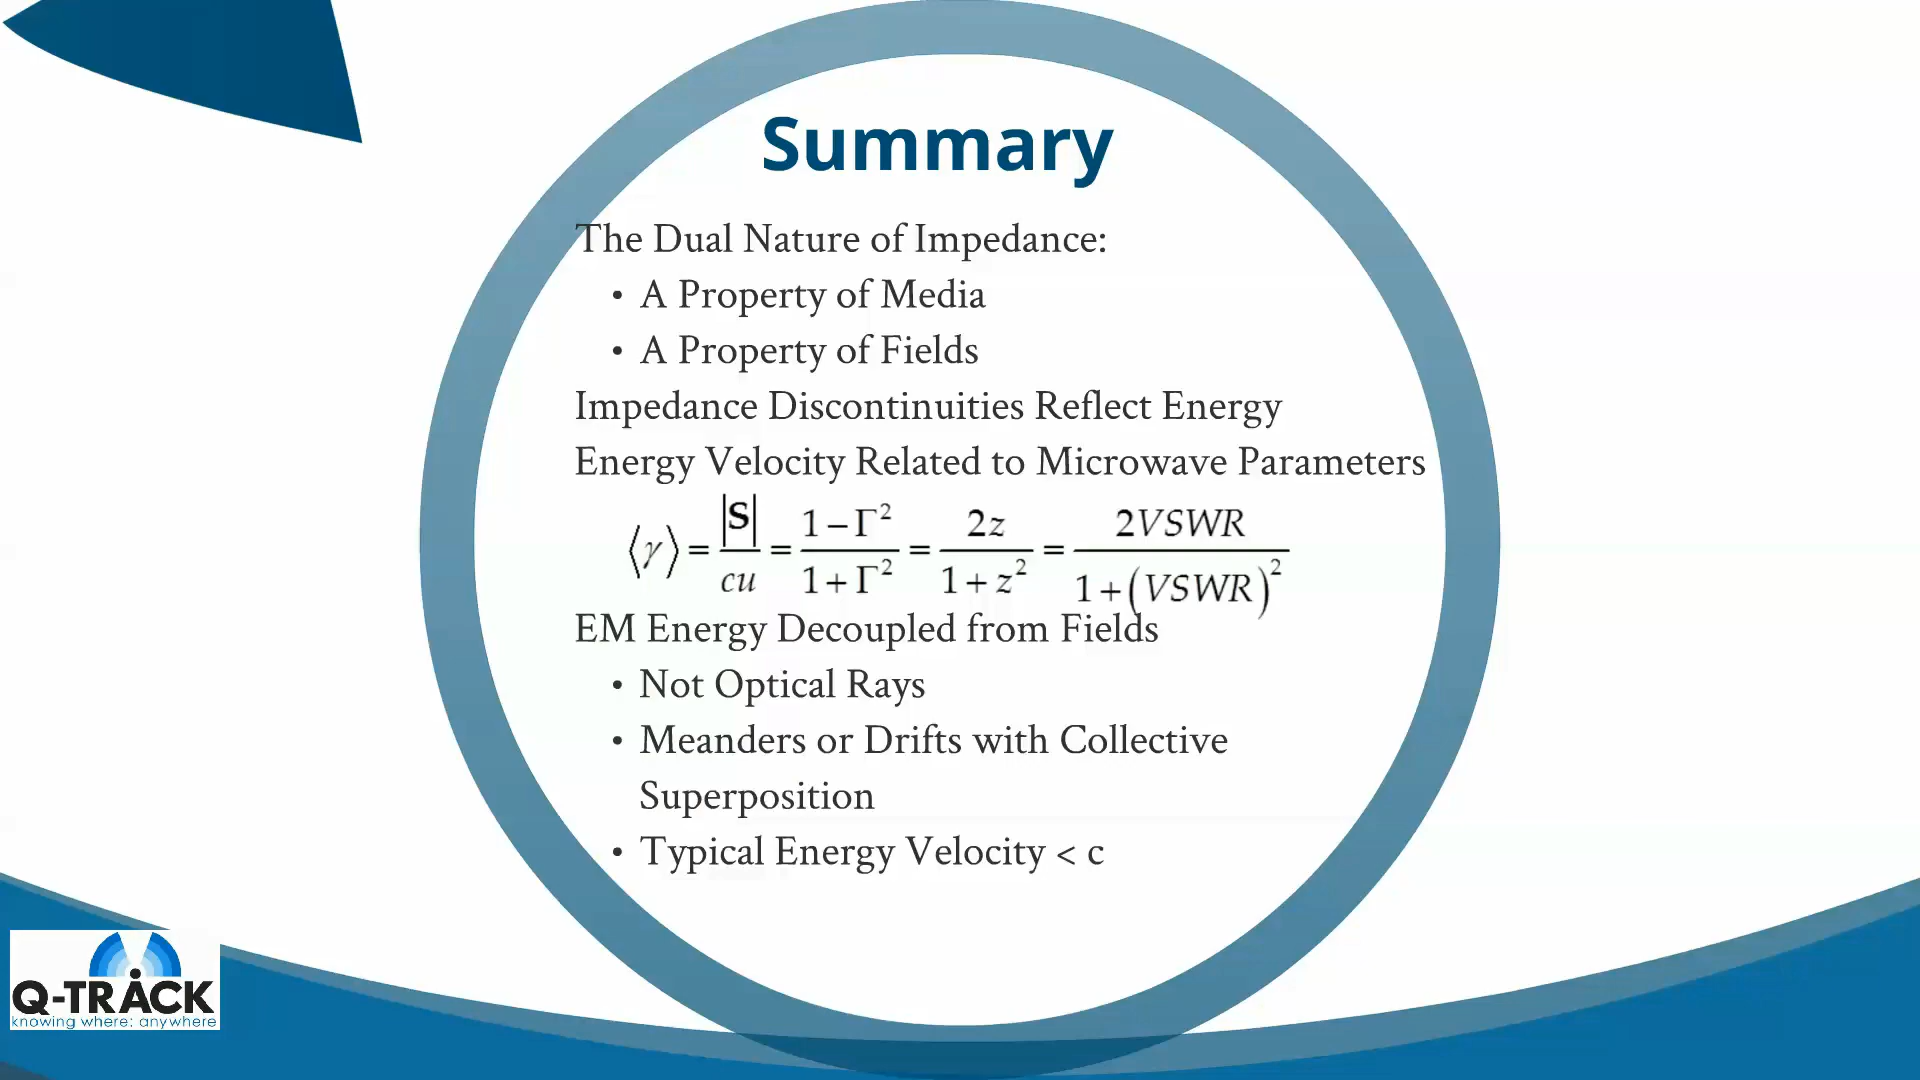 Summary
The Dual Nature of Impedance:
• A Property of Media
• A Property of Fields
Impedance Discontinuities Reflect Energy
Energy Velocity Related to Microwave Parameters
⟨γ⟩ = |S|/cu = (1−Γ²)/(1+Γ²) = 2z/(1+z²) = 2VSWR/(1+(VSWR)²)
EM Energy Decoupled from Fields
• Not Optical Rays
• Meanders or Drifts with Collective
Superposition
• Typical Energy Velocity < c
Q-TRACK
knowing where: anywhere